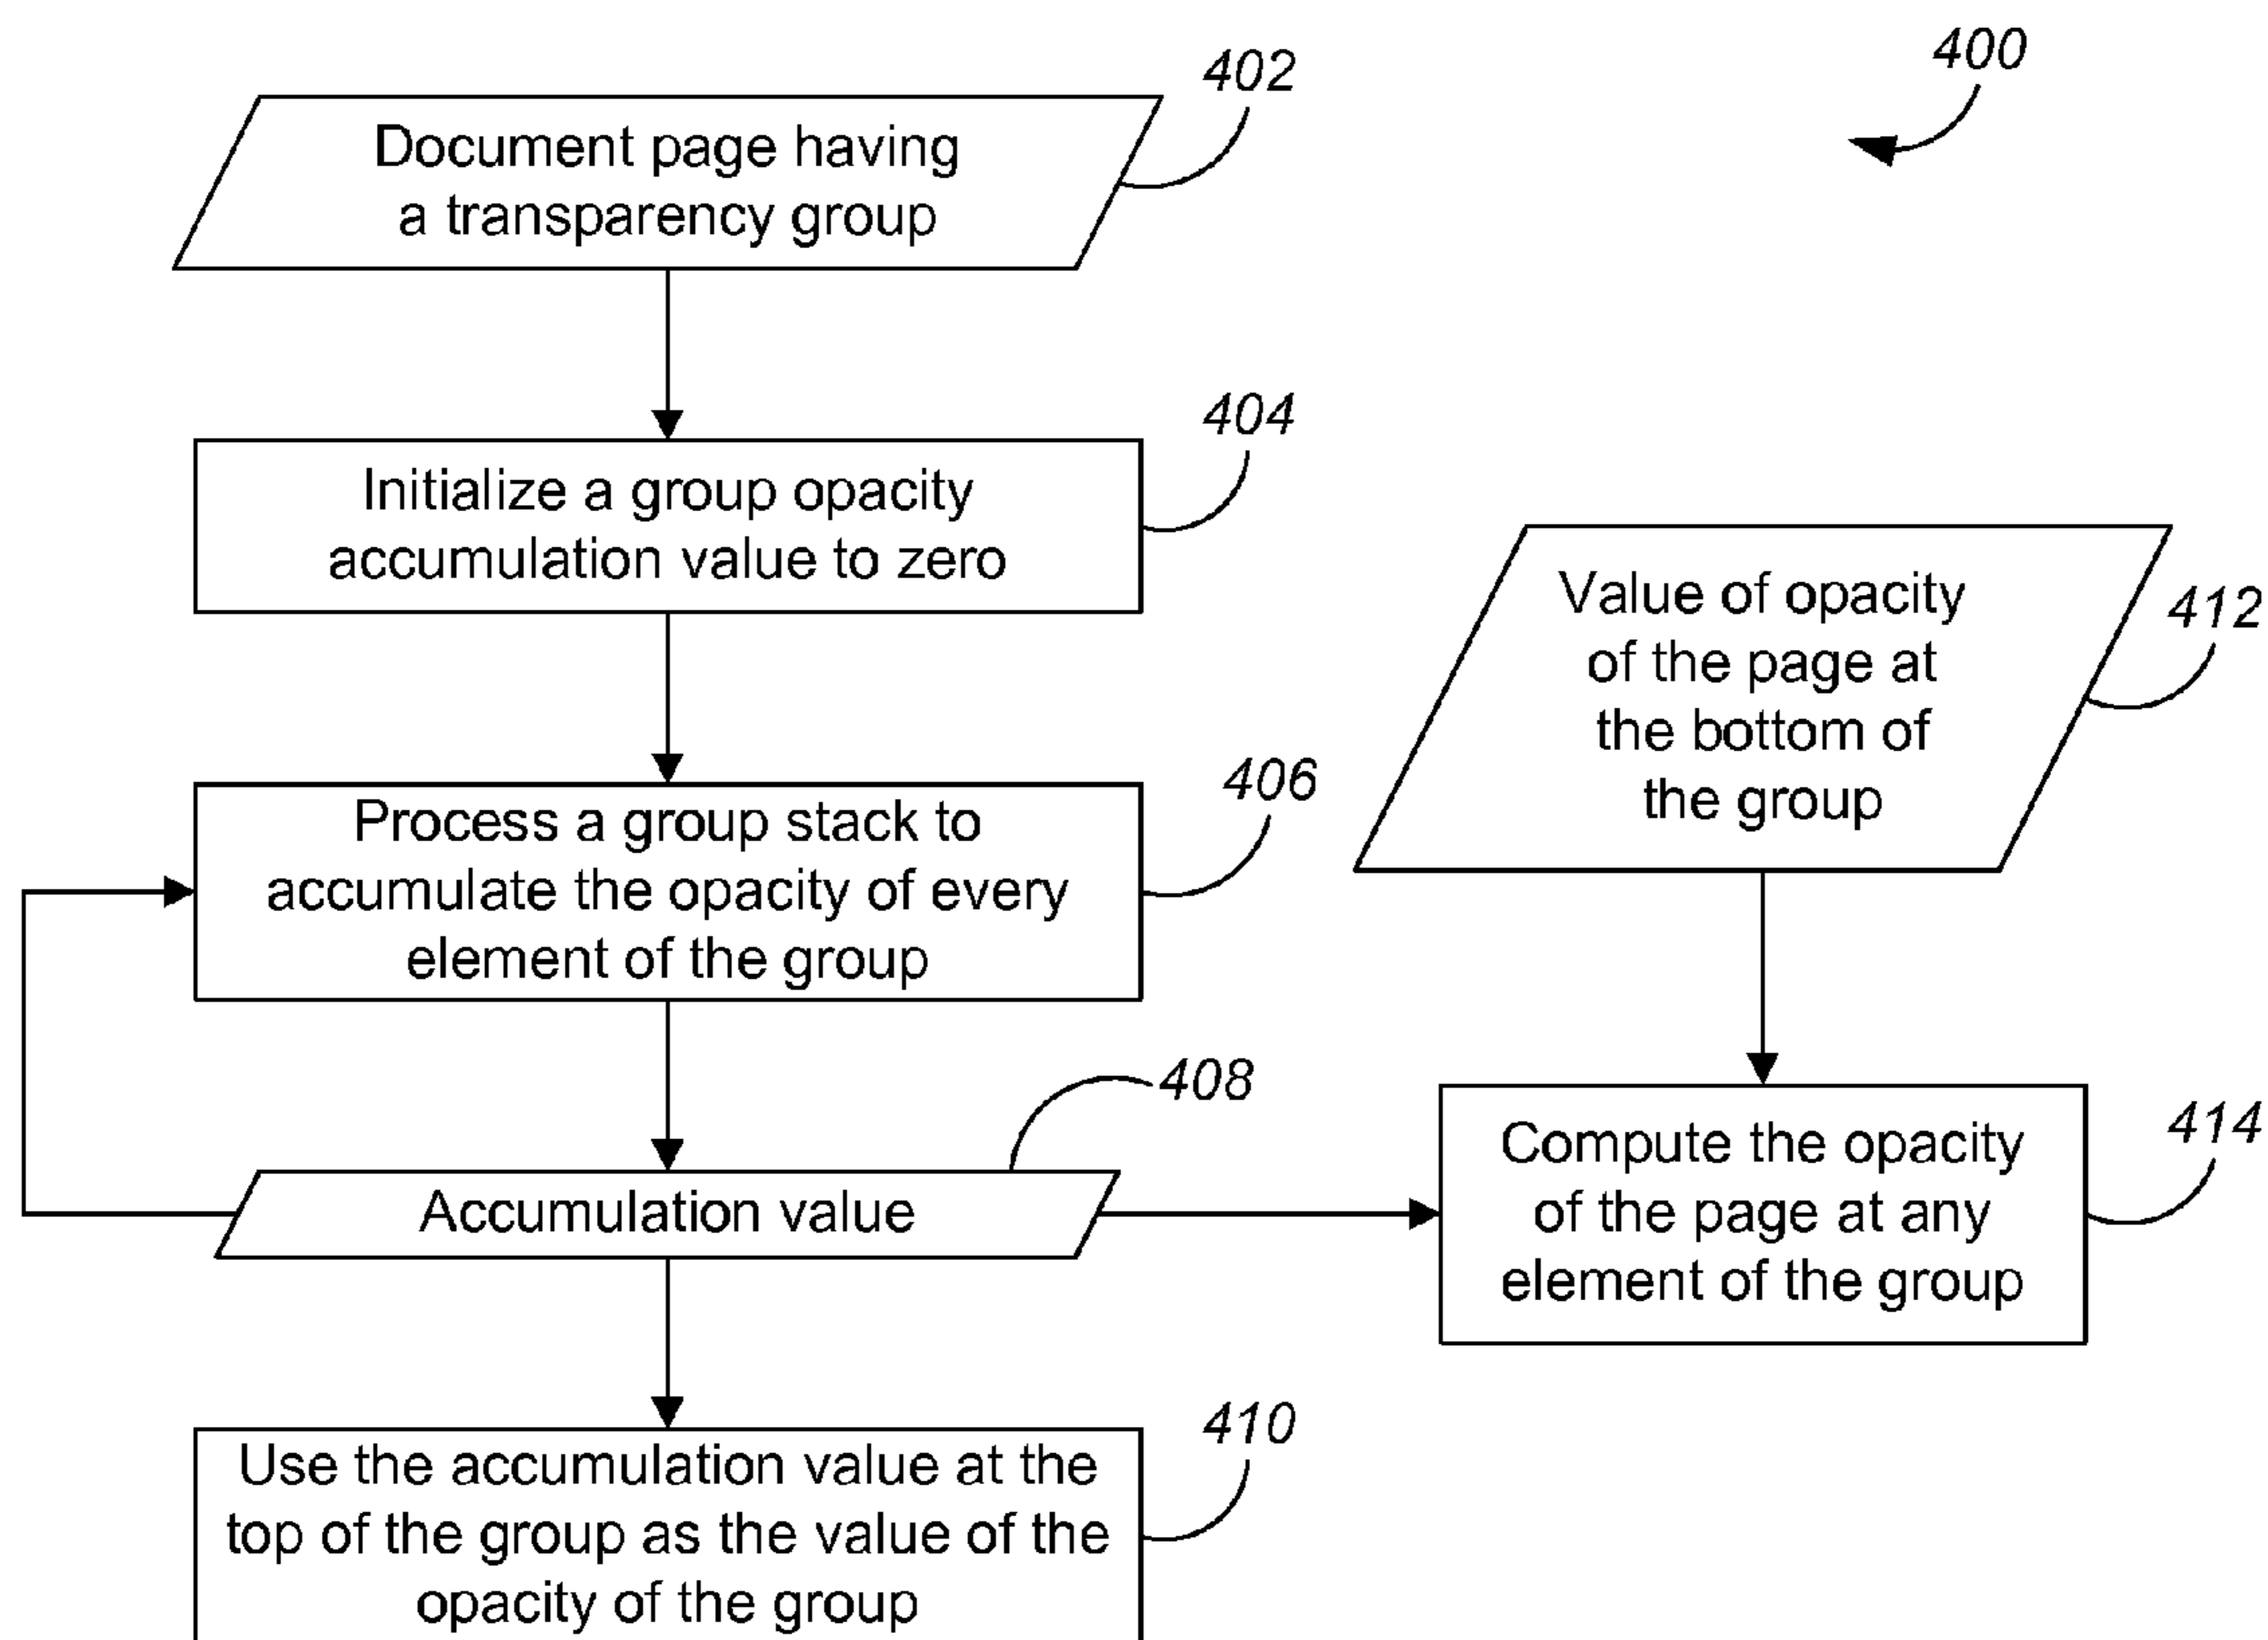 400
402
Document page having
a transparency group
404
Initialize a group opacity
accumulation value to zero
406
Process a group stack to
accumulate the opacity of every
element of the group
408
Accumulation value
410
Use the accumulation value at the
top of the group as the value of the
opacity of the group
412
Value of opacity
of the page at
the bottom of
the group
414
Compute the opacity
of the page at any
element of the group